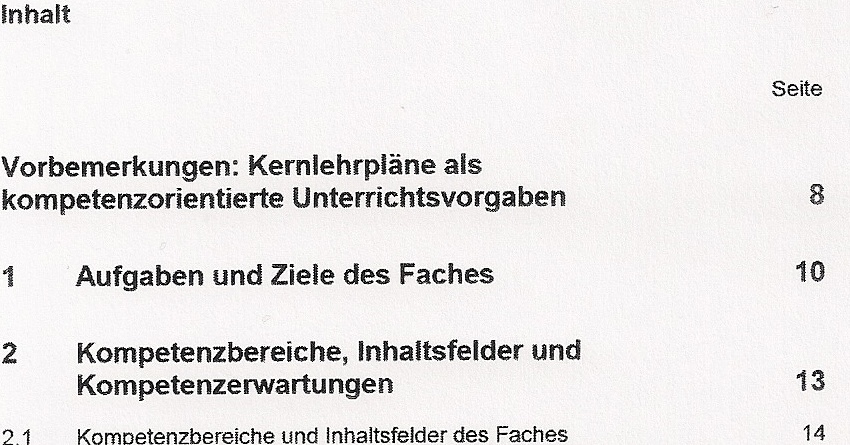 Inhalt
Seite
Vorbemerkungen: Kernlehrpläne als
kompetenzorientierte Unterrichtsvorgaben 8
1 Aufgaben und Ziele des Faches 10
2 Kompetenzbereiche, Inhaltsfelder und
Kompetenzerwartungen 13
2.1 Kompetenzbereiche und Inhaltsfelder des Faches 14